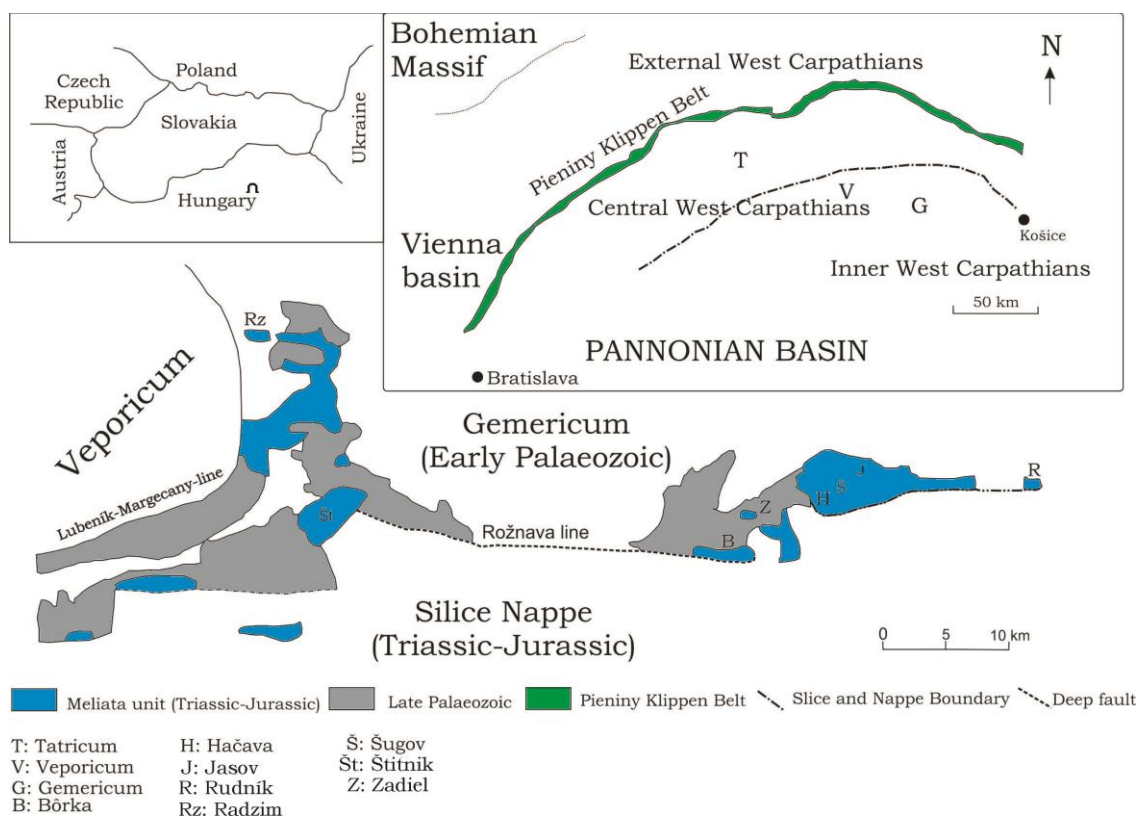 Czech
Republic
Poland
Slovakia
Ukraine
Austria
Hungary
Bohemian
Massif
External West Carpathians
N
Pieniny Klippen Belt
T
V
Central West Carpathians
G
Košice
Vienna
basin
Inner West Carpathians
50 km
PANNONIAN BASIN
Bratislava
Rz
Veporicum
Gemericum
(Early Palaeozoic)
Lubeník-Margecany-line
Št
Rožnava line
J
Š
H
R
Z
B
Silice Nappe
(Triassic-Jurassic)
0 5 10 km
Meliata unit (Triassic-Jurassic) Late Palaeozoic Pieniny Klippen Belt Slice and Nappe Boundary Deep fault
T: Tatricum H: Hačava Š: Šugov
V: Veporicum J: Jasov Št: Štitnik
G: Gemericum R: Rudník Z: Zadiel
B: Bôrka Rz: Radzim